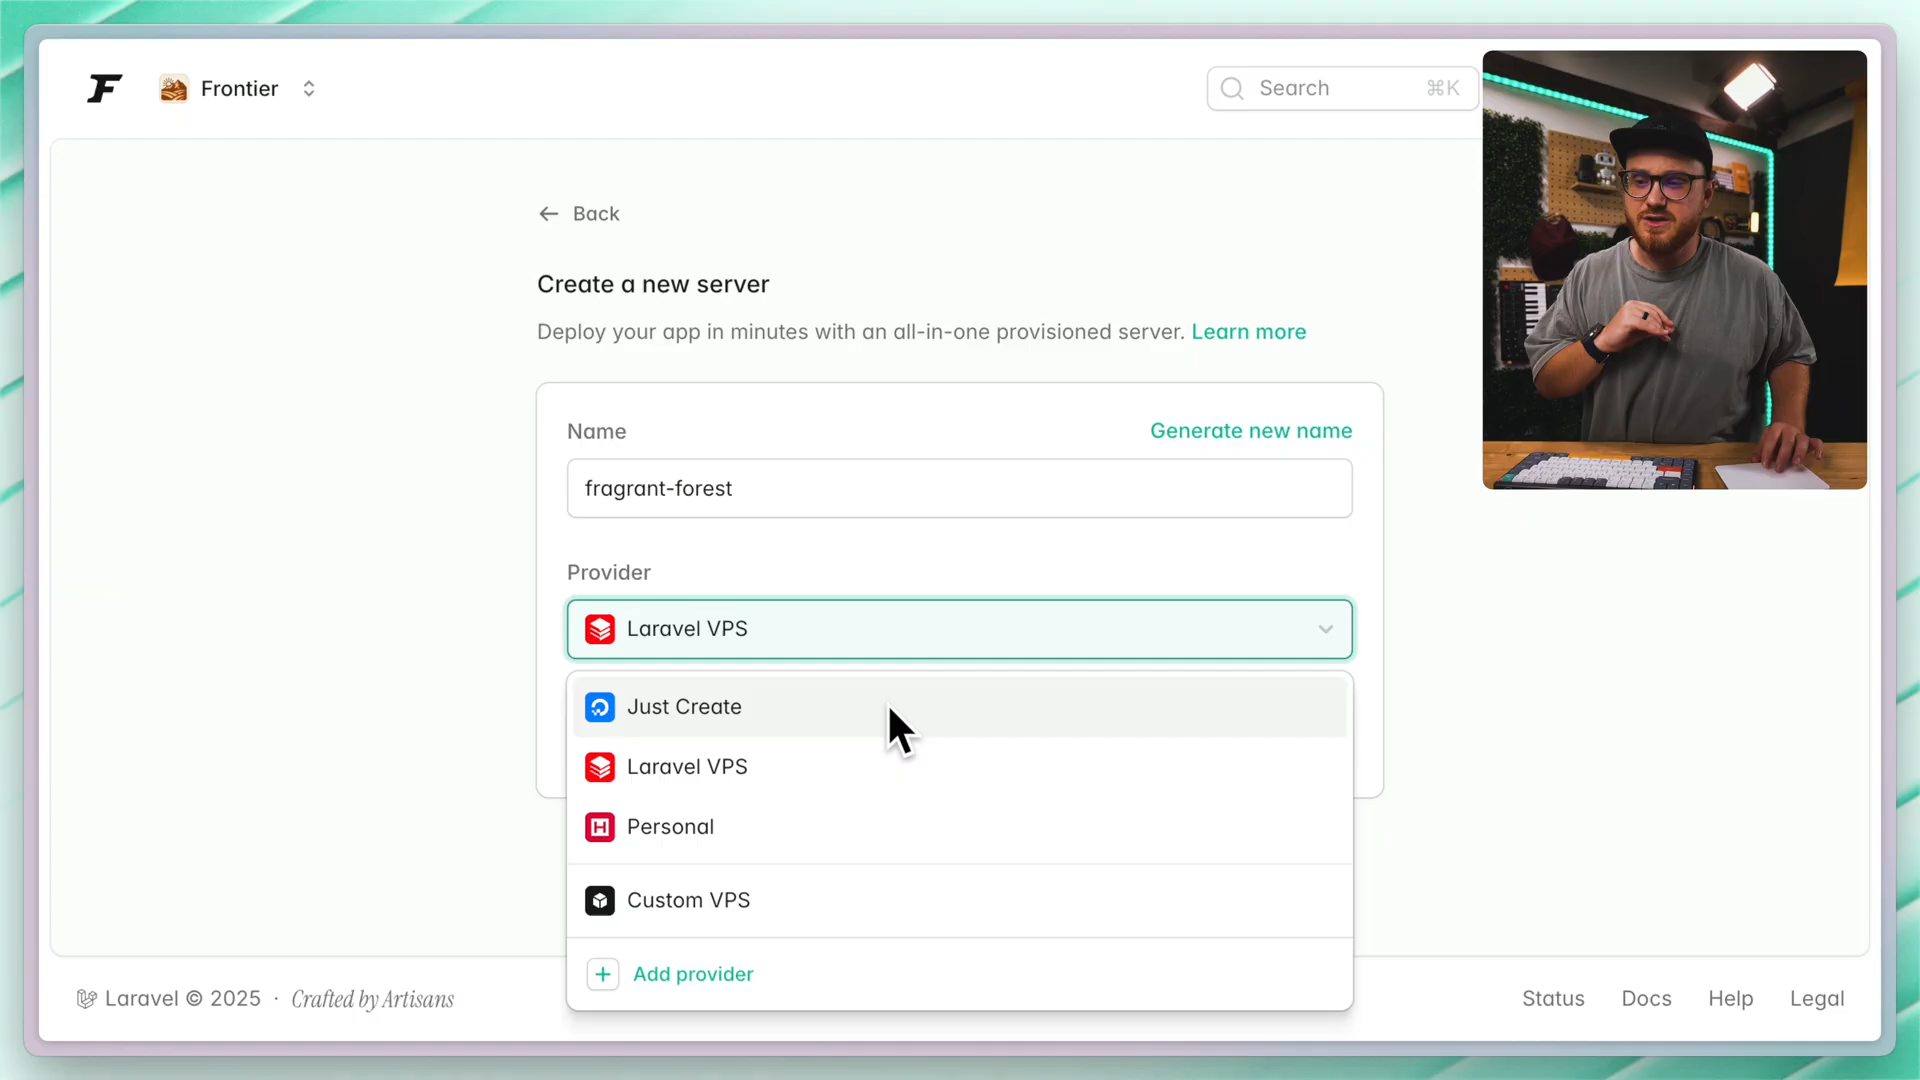 Frontier
Search ⌘K
Back
Create a new server
Deploy your app in minutes with an all-in-one provisioned server. Learn more
Name
Generate new name
fragrant-forest
Provider
Laravel VPS
Just Create
Laravel VPS
Personal
Custom VPS
Add provider
Laravel © 2025 · Crafted by Artisans
Status
Docs
Help
Legal